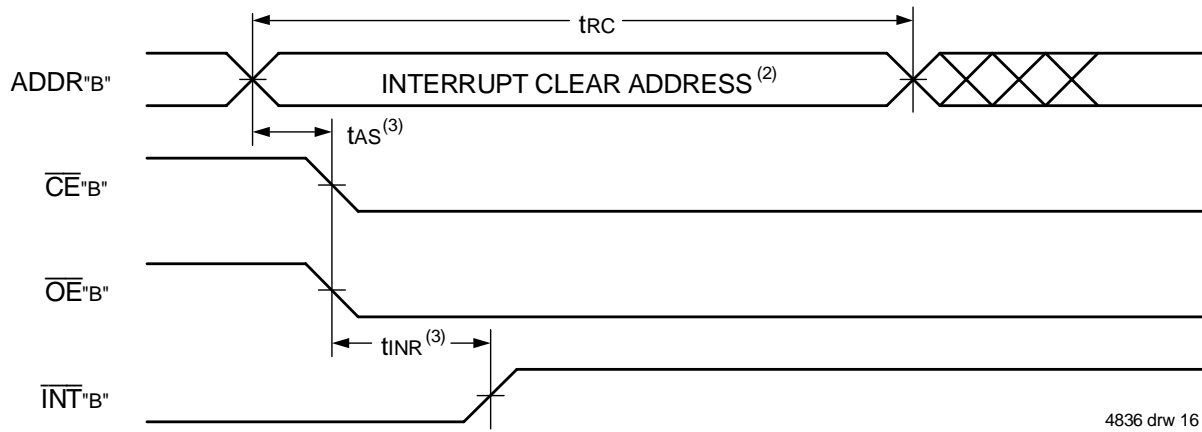 tRC
ADDR"B"
INTERRUPT CLEAR ADDRESS (2)
tAS(3)
CE"B"
OE"B"
tINR(3)
INT"B"
4836 drw 16